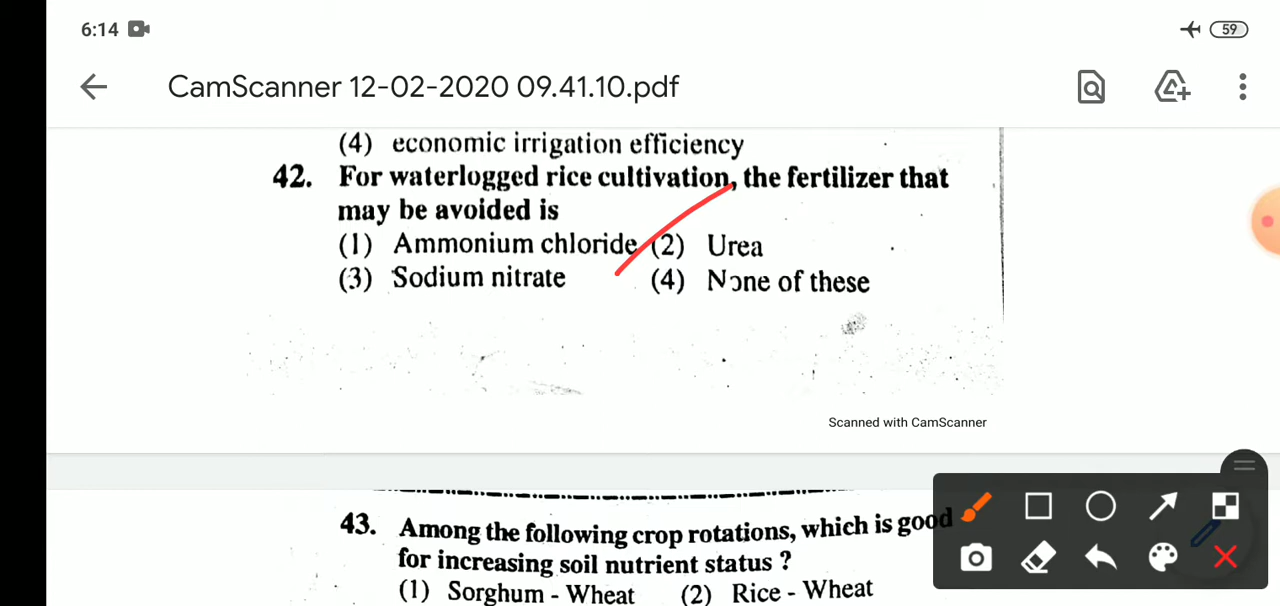 6:14
59
CamScanner 12-02-2020 09.41.10.pdf
(4) economic irrigation efficiency
42. For waterlogged rice cultivation, the fertilizer that
may be avoided is
(1) Ammonium chloride (2) Urea
(3) Sodium nitrate (4) None of these
Scanned with CamScanner
43. Among the following crop rotations, which is good
for increasing soil nutrient status ?
(1) Sorghum - Wheat (2) Rice - Wheat